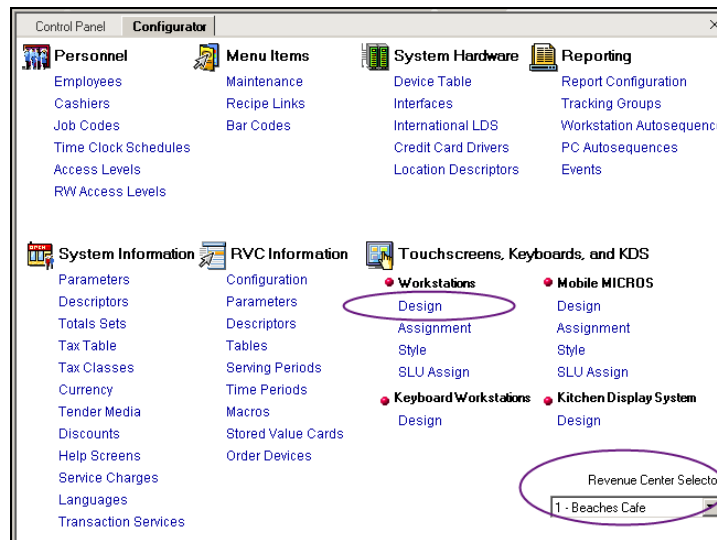 Control Panel
Configurator
Personnel
Employees
Cashiers
Job Codes
Time Clock Schedules
Access Levels
RW Access Levels
Menu Items
Maintenance
Recipe Links
Bar Codes
System Hardware
Device Table
Interfaces
International LDS
Credit Card Drivers
Location Descriptors
Reporting
Report Configuration
Tracking Groups
Workstation Autosequenc
PC Autosequences
Events
OPEN
System Information
Parameters
Descriptors
Totals Sets
Tax Table
Tax Classes
Currency
Tender Media
Discounts
Help Screens
Service Charges
Languages
Transaction Services
RVC Information
Configuration
Parameters
Descriptors
Tables
Serving Periods
Time Periods
Macros
Stored Value Cards
Order Devices
Touchscreens, Keyboards, and KDS
Workstations
Design
Assignment
Style
SLU Assign
Mobile MICROS
Design
Assignment
Style
SLU Assign
Keyboard Workstations
Design
Kitchen Display System
Design
Revenue Center Selecto
1 - Beaches Cafe